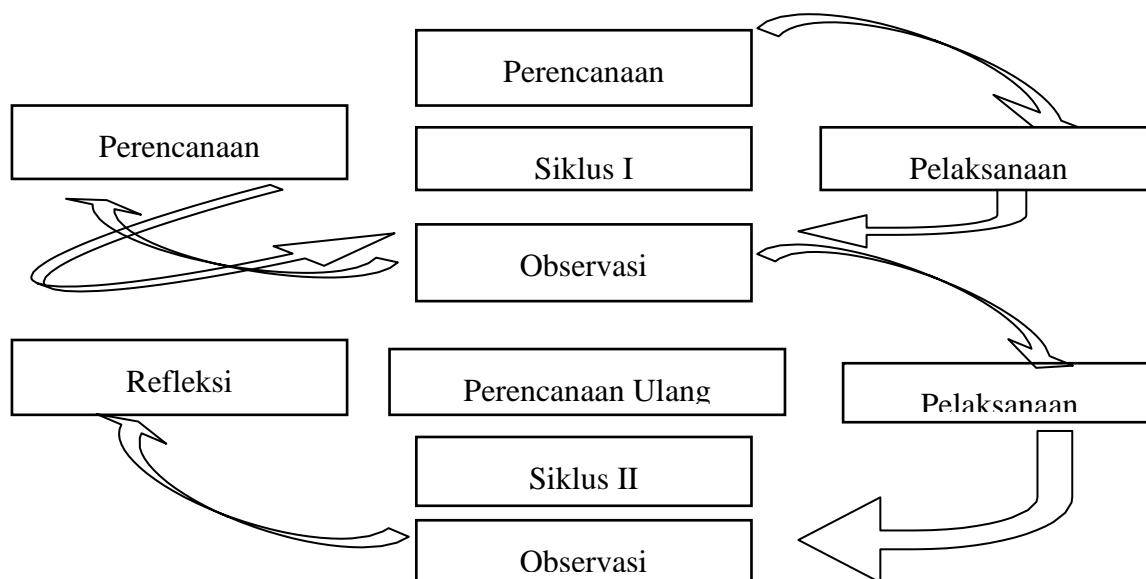 Perencanaan
Perencanaan
Siklus I
Pelaksanaan
Observasi
Refleksi
Perencanaan Ulang
Pelaksanaan
Siklus II
Observasi